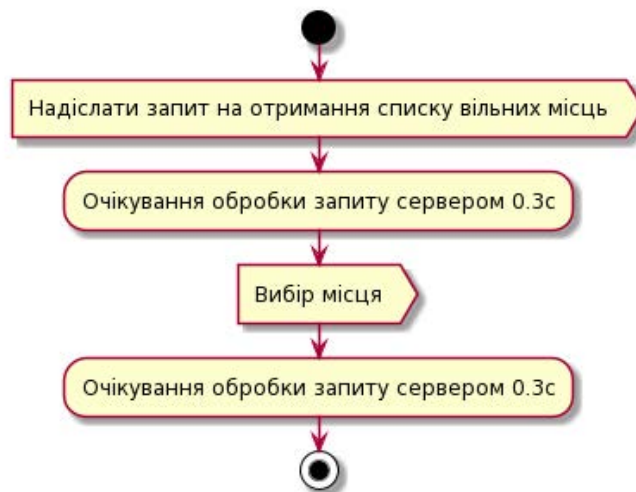 Надіслати запит на отримання списку вільних місць
Очікування обробки запиту сервером 0.3с
Вибір місця
Очікування обробки запиту сервером 0.3с